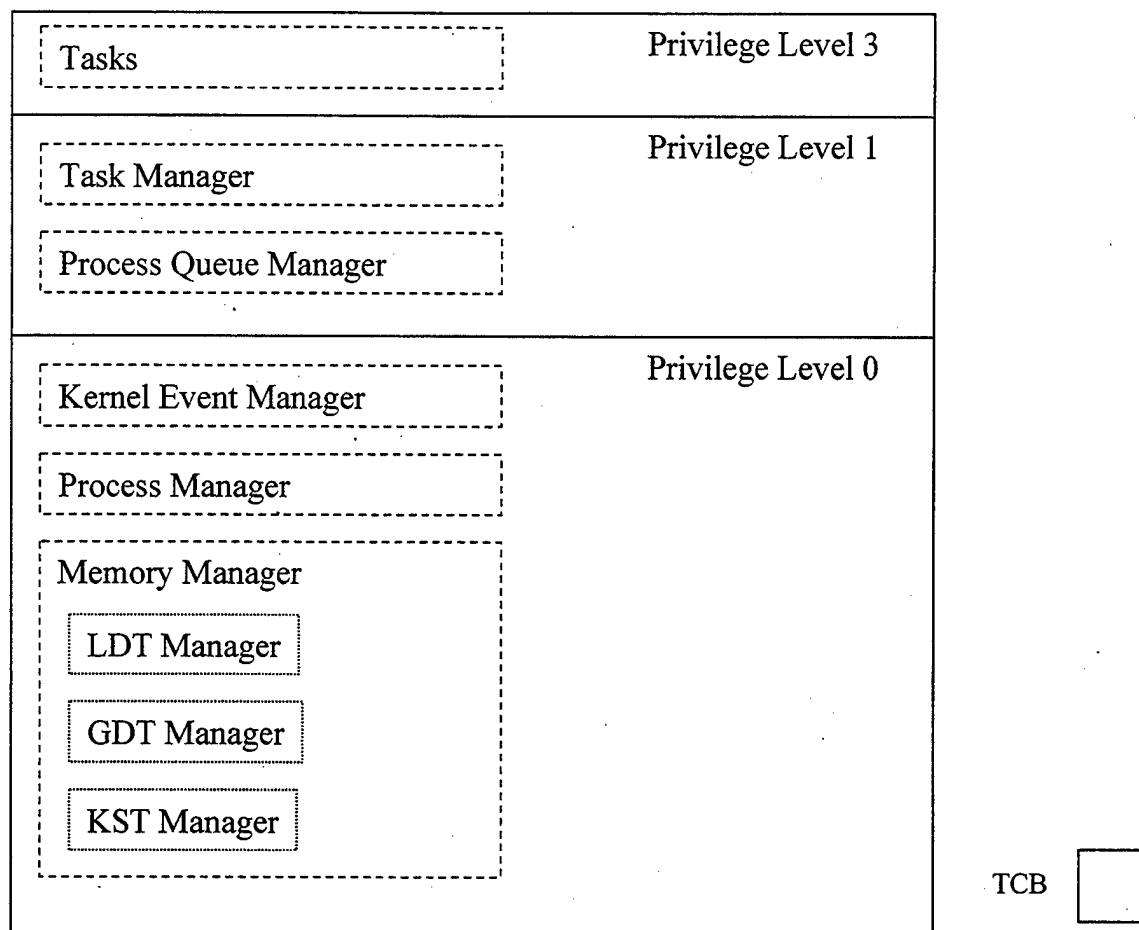 Tasks
Privilege Level 3
Task Manager
Privilege Level 1
Process Queue Manager
Kernel Event Manager
Privilege Level 0
Process Manager
Memory Manager
LDT Manager
GDT Manager
KST Manager
TCB